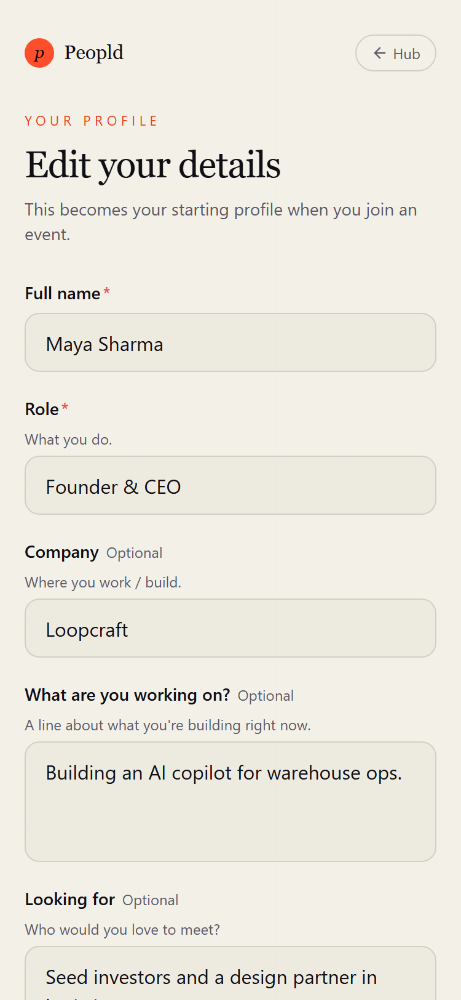 p Peopld
← Hub
YOUR PROFILE
Edit your details
This becomes your starting profile when you join an
event.
Full name *
Maya Sharma
Role *
What you do.
Founder & CEO
Company Optional
Where you work / build.
Loopcraft
What are you working on? Optional
A line about what you're building right now.
Building an AI copilot for warehouse ops.
Looking for Optional
Who would you love to meet?
Seed investors and a design partner in